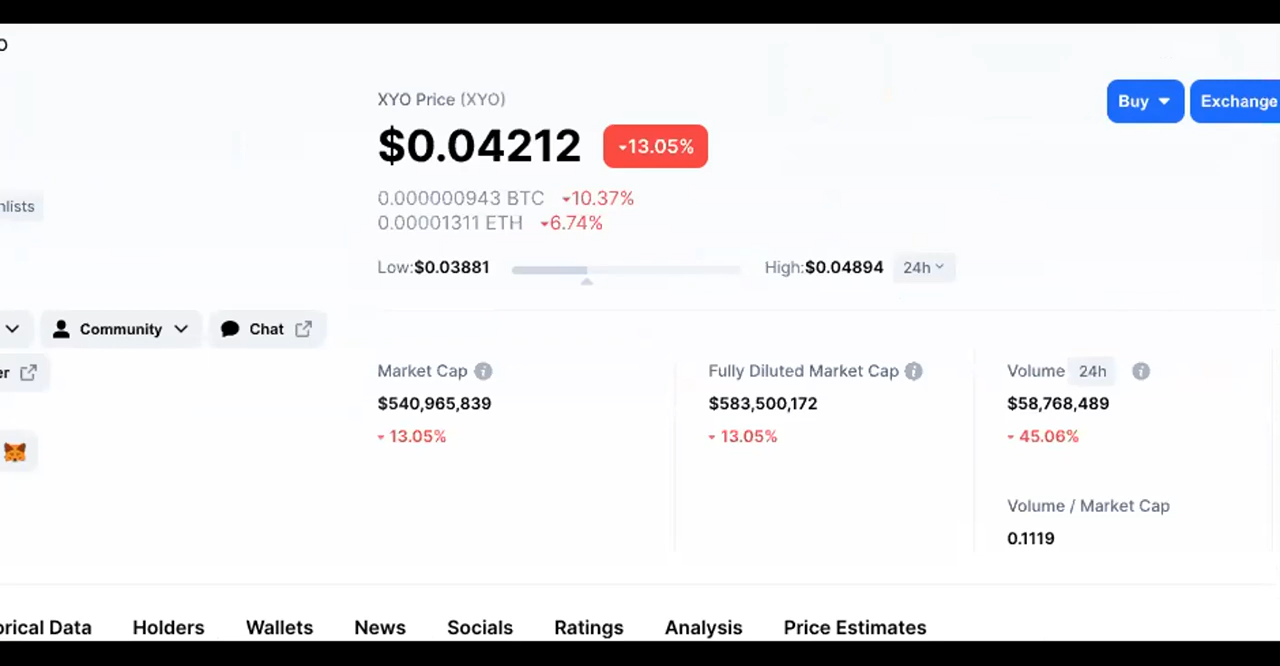 O
XYO Price (XYO)
Buy
Exchange
$0.04212
13.05%
0.000000943 BTC 10.37%
nlists
0.00001311 ETH 6.74%
Low:$0.03881
High:$0.04894
24h
Community
Chat
er
Market Cap
Fully Diluted Market Cap
Volume 24h
$540,965,839
$583,500,172
$58,768,489
13.05%
13.05%
45.06%
Volume / Market Cap
0.1119
orical Data Holders Wallets News Socials Ratings Analysis Price Estimates